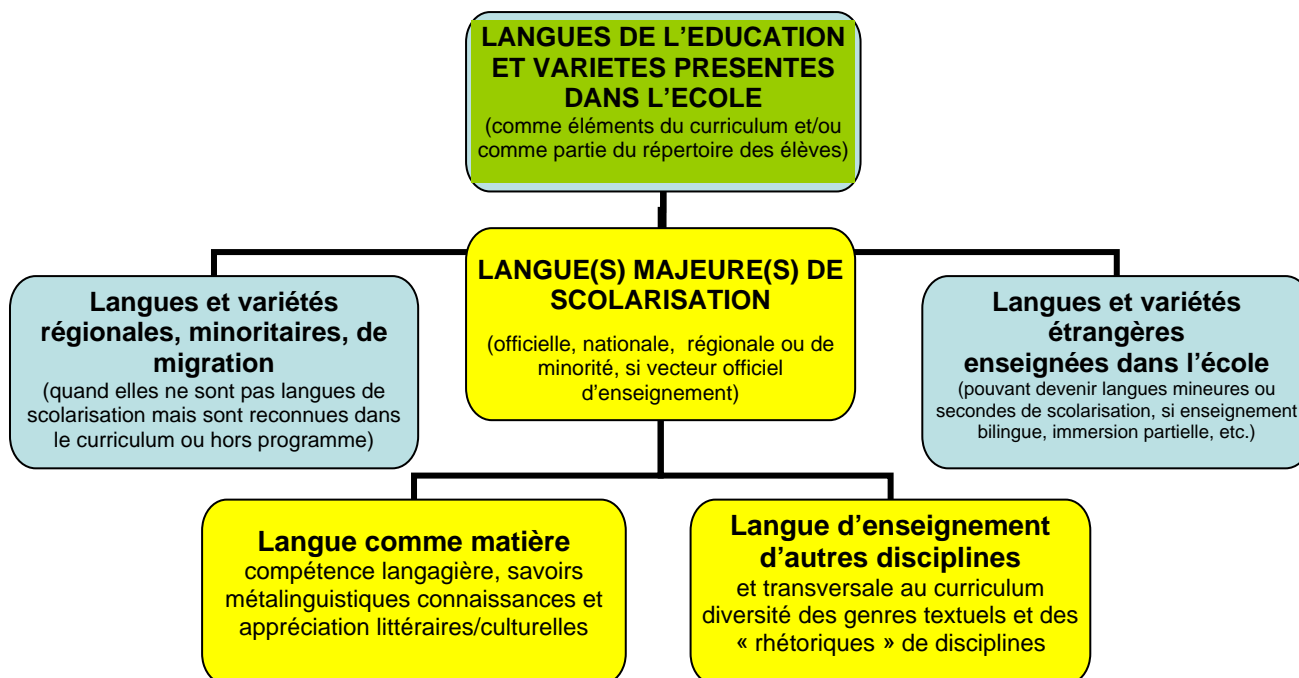 LANGUES DE L’EDUCATION
ET VARIETES PRESENTES
DANS L’ECOLE
(comme éléments du curriculum et/ou
comme partie du répertoire des élèves)
LANGUE(S) MAJEURE(S) DE
SCOLARISATION
(officielle, nationale, régionale ou de
minorité, si vecteur officiel
d’enseignement)
Langues et variétés
régionales, minoritaires, de
migration
(quand elles ne sont pas langues de
scolarisation mais sont reconnues dans
le curriculum ou hors programme)
Langues et variétés
étrangères
enseignées dans l’école
(pouvant devenir langues mineures ou
secondes de scolarisation, si enseignement
bilingue, immersion partielle, etc.)
Langue comme matière
compétence langagière, savoirs
métalinguistiques connaissances et
appréciation littéraires/culturelles
Langue d’enseignement
d’autres disciplines
et transversale au curriculum
diversité des genres textuels et des
« rhétoriques » de disciplines